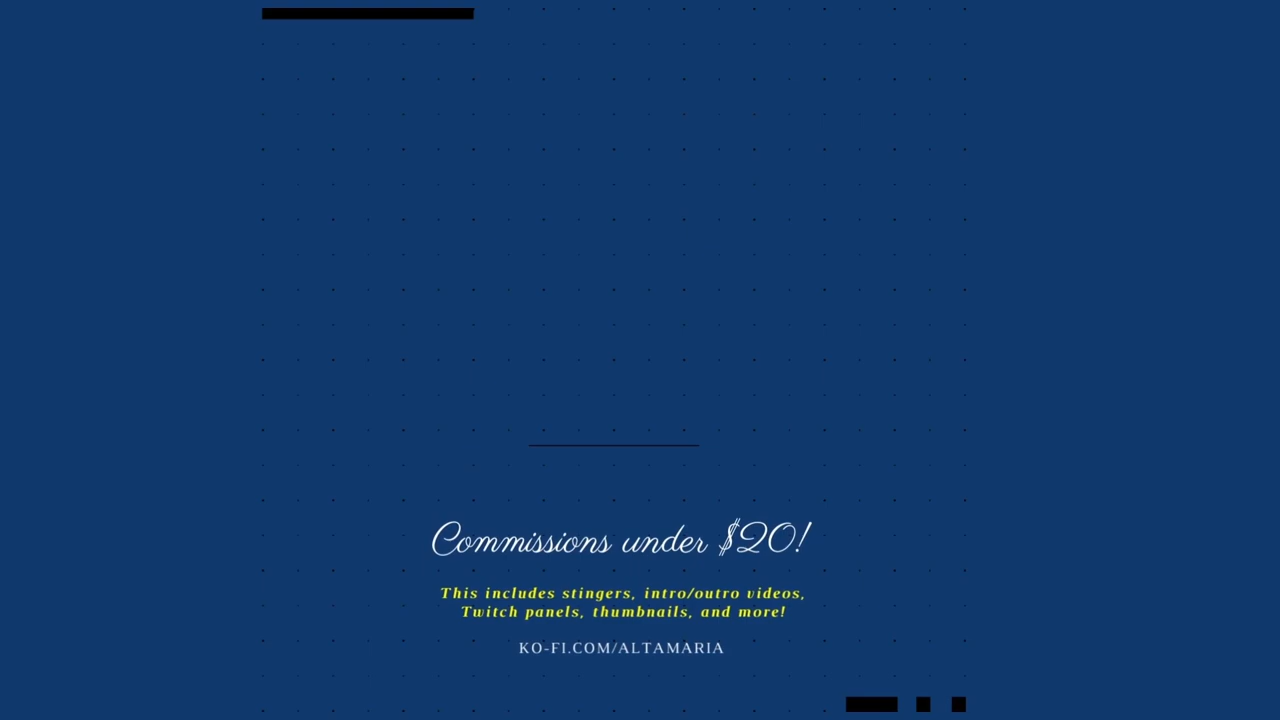 Commissions under $20!
This includes stingers, intro/outro videos,
Twitch panels, thumbnails, and more!
KO-FI.COM/ALTAMARIA